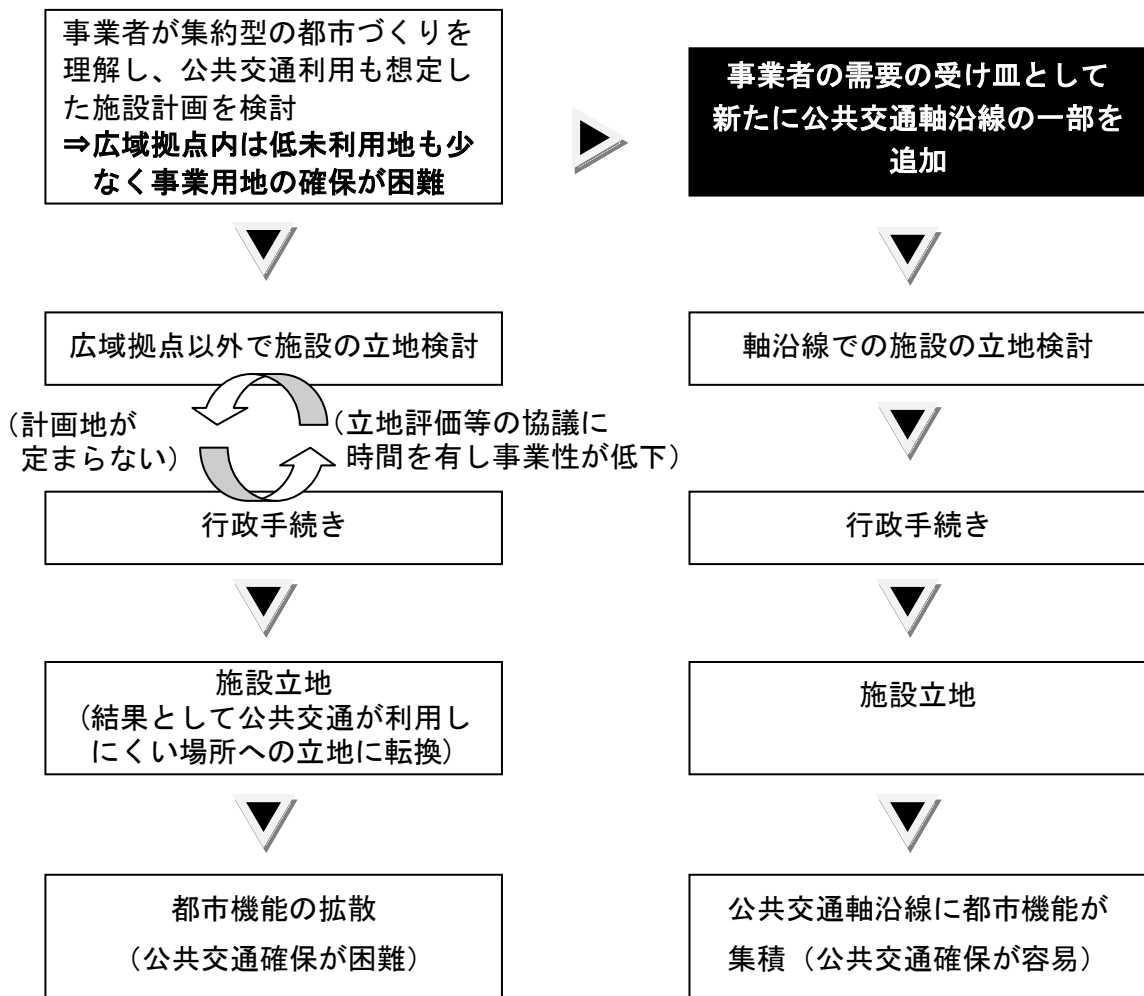 事業者が集約型の都市づくりを
理解し、公共交通利用も想定し
た施設計画を検討
⇒広域拠点内は低未利用地も少
なく事業用地の確保が困難
事業者の需要の受け皿として
新たに公共交通軸沿線の一部を
追加
広域拠点以外で施設の立地検討
軸沿線での施設の立地検討
（計画地が
定まらない）
（立地評価等の協議に
時間を有し事業性が低下）
行政手続き
行政手続き
施設立地
（結果として公共交通が利用し
にくい場所への立地に転換）
施設立地
都市機能の拡散
（公共交通確保が困難）
公共交通軸沿線に都市機能が
集積（公共交通確保が容易）